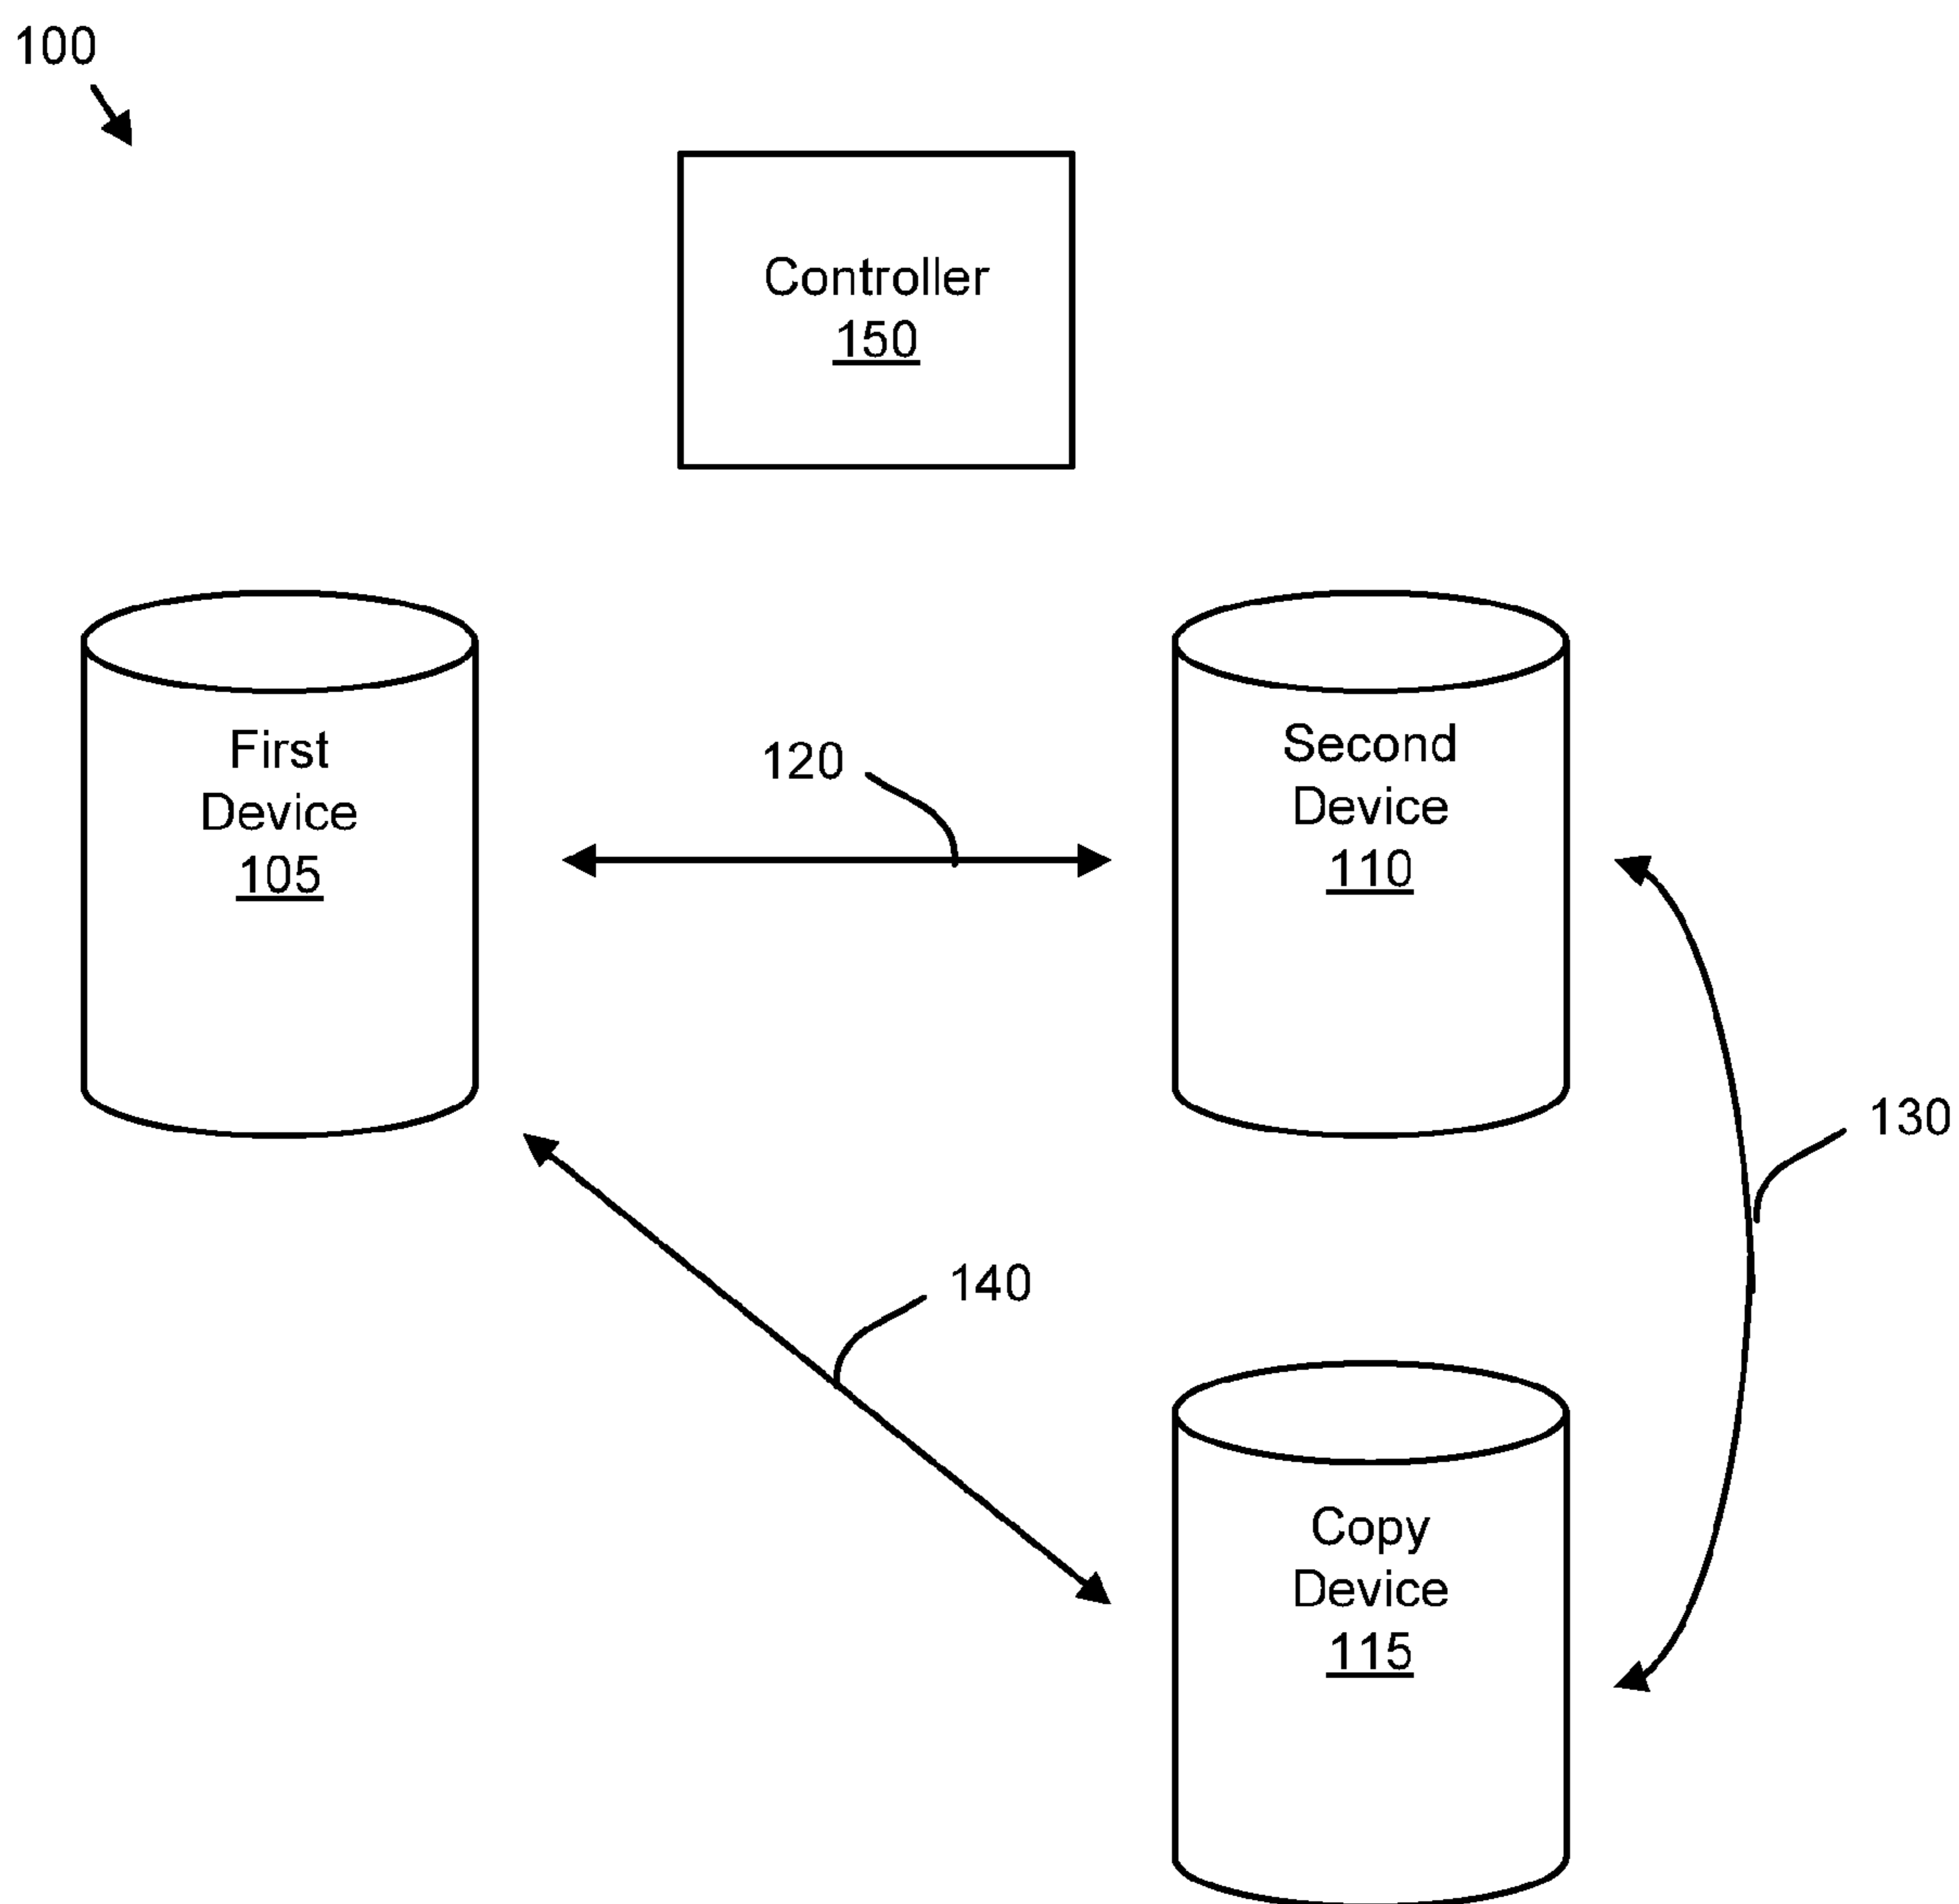 100
Controller
150
First
Device
105
120
Second
Device
110
130
140
Copy
Device
115